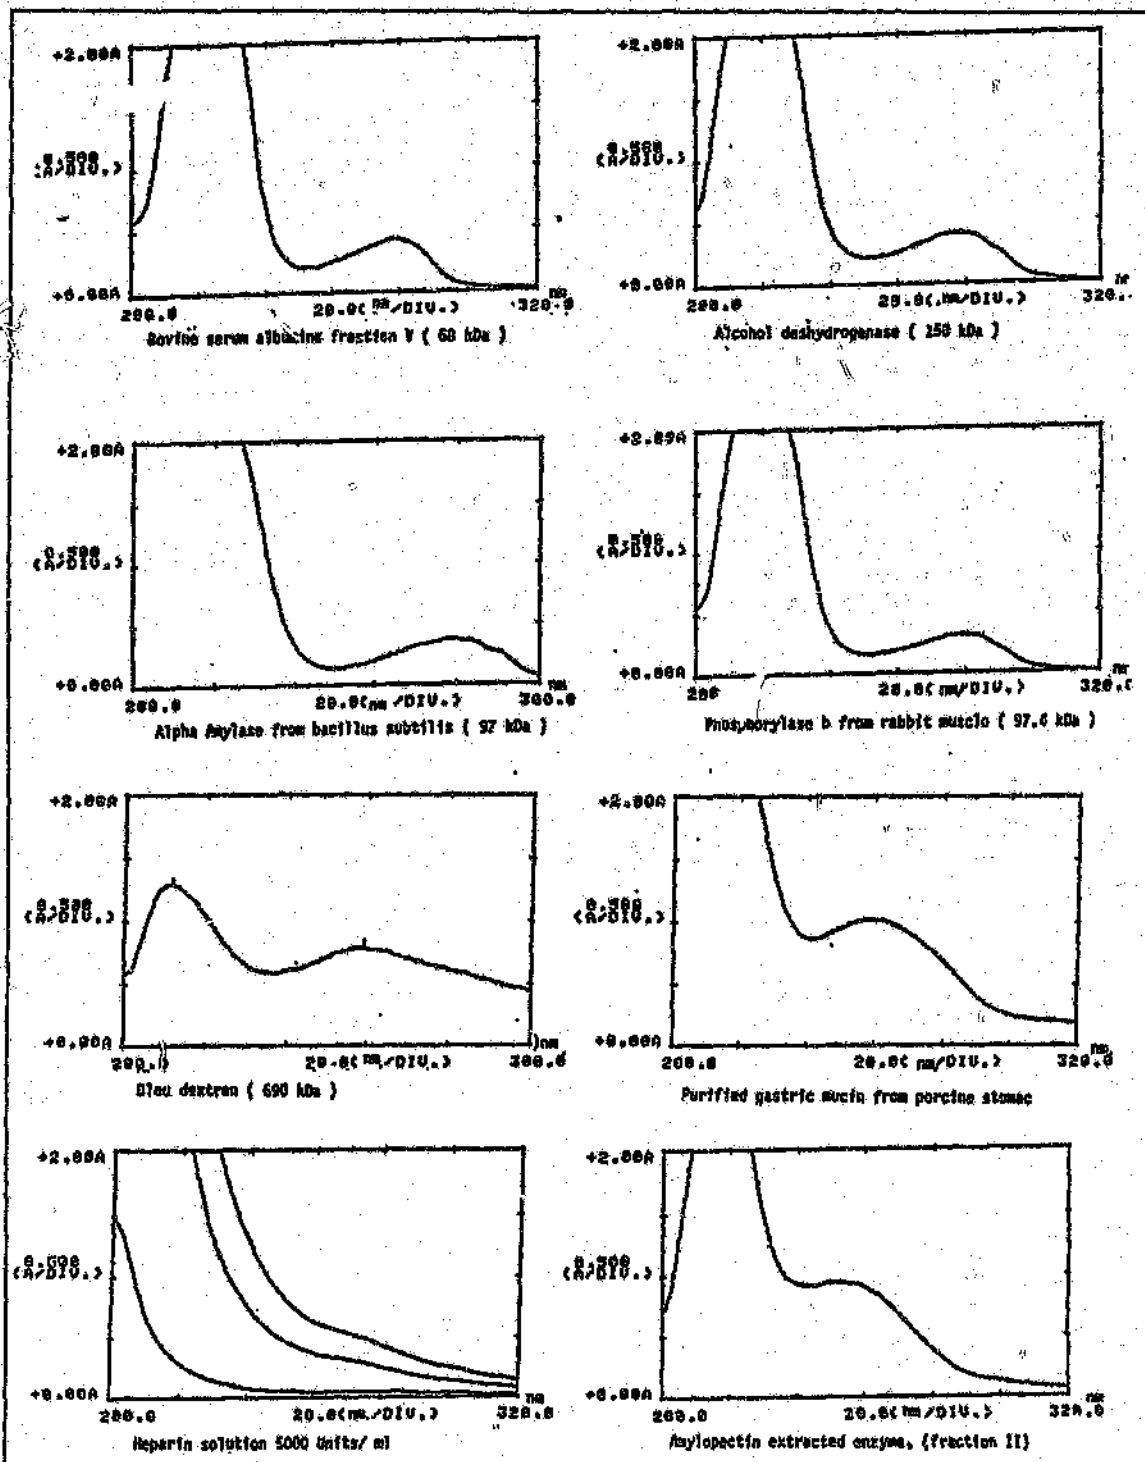 +2.00A
+2.00A
0.500
(A/DIV.)
0.500
(A/DIV.)
+0.00A
200.0
20.0(nm/DIV.)
320.0
nm
+0.00A
200.0
20.0(nm/DIV.)
320.
Bovine serum albumine fraction V ( 68 kDa )
Alcohol deshydrogenase ( 150 kDa )
+2.00A
+2.00A
0.500
(A/DIV.)
0.500
(A/DIV.)
+0.00A
200.0
20.0(nm/DIV.)
300.0
nm
+0.00A
200
20.0(nm/DIV.)
320.0
Alpha Amylase from bacillus subtilis ( 97 kDa )
Phosphorylase b from rabbit muscle ( 97.4 kDa )
+2.00A
+2.00A
0.500
(A/DIV.)
0.500
(A/DIV.)
+0.00A
200.0
20.0(nm/DIV.)
300.0
nm
+0.00A
200.0
20.0(nm/DIV.)
320.0
nm
Bleu dextran ( 690 kDa )
Purified gastric mucin from porcine stomac
+2.00A
+2.00A
0.500
(A/DIV.)
0.500
(A/DIV.)
+0.00A
200.0
20.0(nm/DIV.)
320.0
nm
+0.00A
200.0
20.0(nm/DIV.)
320.0
nm
Heparin solution 5000 Units/ ml
Amylopectin extracted enzyme, (fraction II)